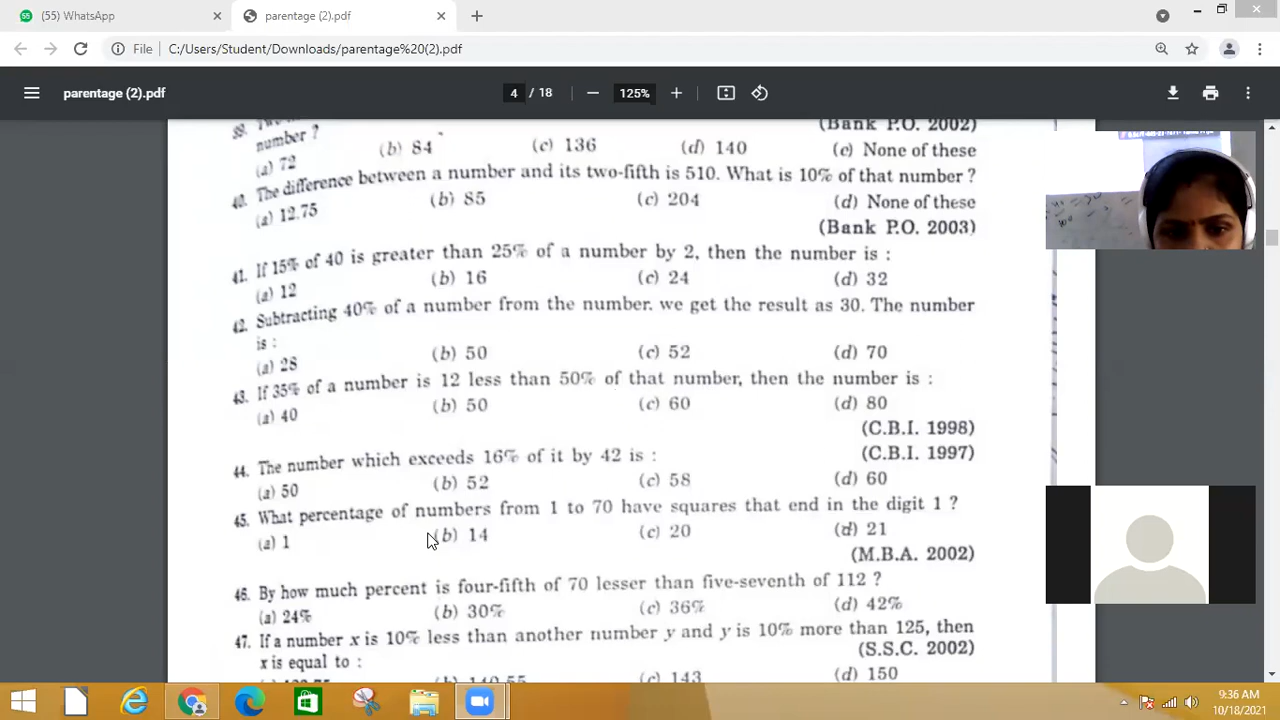 (55) WhatsApp
parentage (2).pdf
File
C:/Users/Student/Downloads/parentage%20(2).pdf
parentage (2).pdf
4 / 18
125%
(Bank P.O. 2002)
39.
number ?
(a) 72 (b) 84 (c) 136 (d) 140 (e) None of these
40. The difference between a number and its two-fifth is 510. What is 10% of that number ?
(a) 12.75 (b) 85 (c) 204 (d) None of these
(Bank P.O. 2003)
41. If 15% of 40 is greater than 25% of a number by 2, then the number is :
(a) 12 (b) 16 (c) 24 (d) 32
42. Subtracting 40% of a number from the number. we get the result as 30. The number
is :
(a) 28 (b) 50 (c) 52 (d) 70
43. If 35% of a number is 12 less than 50% of that number, then the number is :
(a) 40 (b) 50 (c) 60 (d) 80
(C.B.I. 1998)
44. The number which exceeds 16% of it by 42 is : (C.B.I. 1997)
(a) 50 (b) 52 (c) 58 (d) 60
45. What percentage of numbers from 1 to 70 have squares that end in the digit 1 ?
(a) 1 (b) 14 (c) 20 (d) 21
(M.B.A. 2002)
46. By how much percent is four-fifth of 70 lesser than five-seventh of 112 ?
(a) 24% (b) 30% (c) 36% (d) 42%
47. If a number x is 10% less than another number y and y is 10% more than 125, then
x is equal to : (S.S.C. 2002)
(c) 143 (d) 150
9:36 AM
10/18/2021